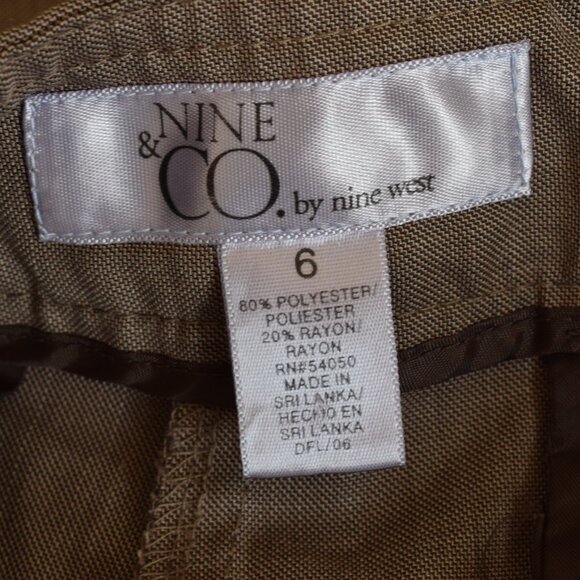 NINE
& CO. by nine west
6
80% POLYESTER/
POLIESTER
20% RAYON/
RAYON
RN#54050
MADE IN
SRI LANKA/
HECHO EN
SRI LANKA
DFL/06